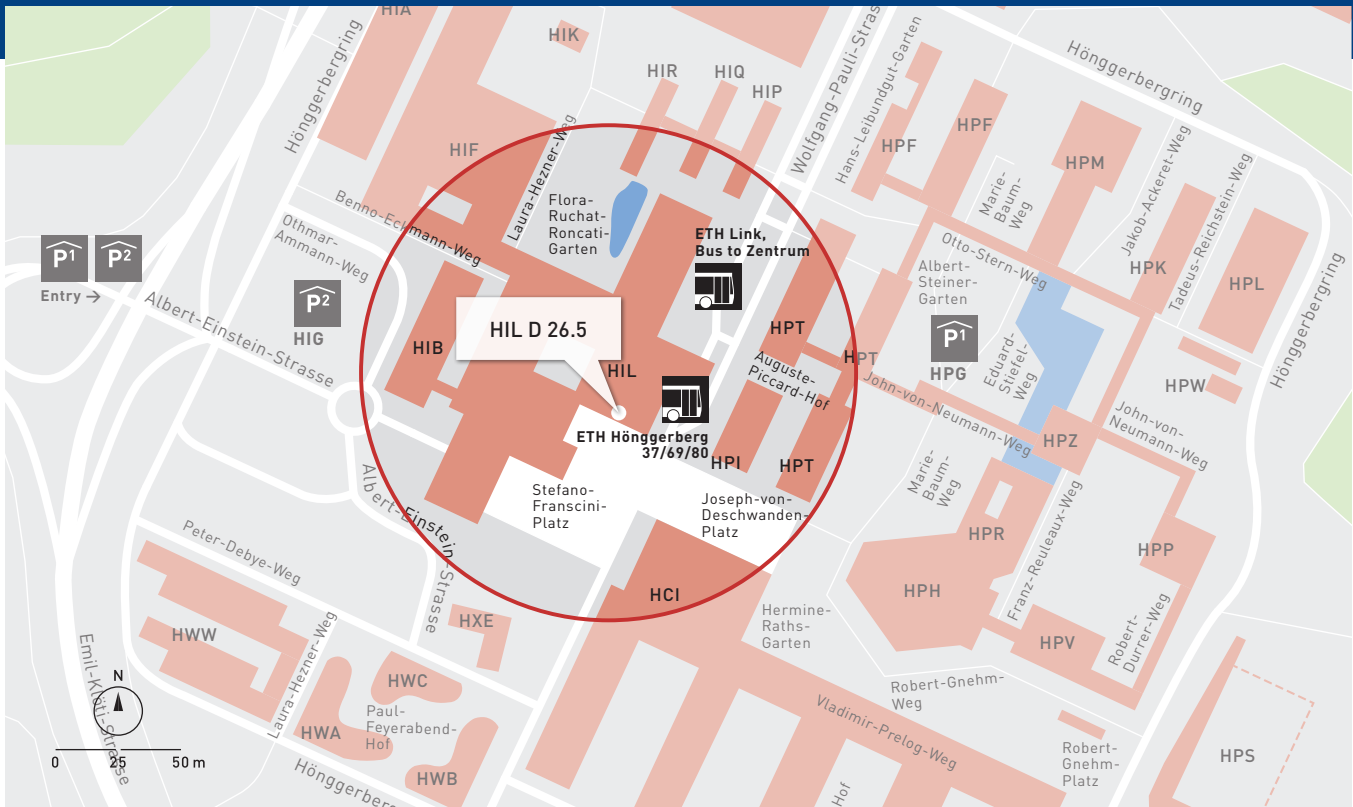 HIA
HIK
Hönggerbergring
HIR
HIQ
HIP
Wolfgang-Pauli-Stras
Hans-Leibundgut-Garten
HPF
HPF
Hönggerbergring
HPM
HIF
Laura-Hezner-Weg
Marie-
Baum-
Weg
Jakob-Ackeret-Weg
Tadeus-Reichstein-Weg
Benno-Eckmann-Weg
Flora-
Ruchat-
Roncati-
Garten
Othmar-
Ammann-Weg
ETH Link,
Bus to Zentrum
Otto-Stern-Weg
Albert-
Steiner-
Garten
HPK
HPL
Hönggerbergring
P1
P2
Entry →
P2
HIG
Albert-Einstein-Strasse
HIL D 26.5
HIB
HIL
HPT
HPT
Auguste-
Piccard-Hof
P1
HPG
Eduard-
Stiefel-
Weg
HPW
John-von-Neumann-Weg
John-von-
Neumann-Weg
ETH Hönggerberg
37/69/80
HPI
HPT
HPZ
Marie-
Baum-
Weg
Albert-Einstein-Strasse
Stefano-
Franscini-
Platz
Joseph-von-
Deschwanden-
Platz
Franz-Reuleaux-Weg
HPR
HPP
Peter-Debye-Weg
HCI
HPH
Hermine-
Raths-
Garten
HXE
HWW
HPV
Robert-
Durrer-Weg
Emil-Klöti-Strasse
Laura-Hezner-Weg
N
HWC
Robert-Gnehm-
Weg
Paul-
Feyerabend-
Hof
HWA
Vladimir-Prelog-Weg
Robert-
Gnehm-
Platz
HPS
0 25 50 m
HWB
Hönggerber
Hof